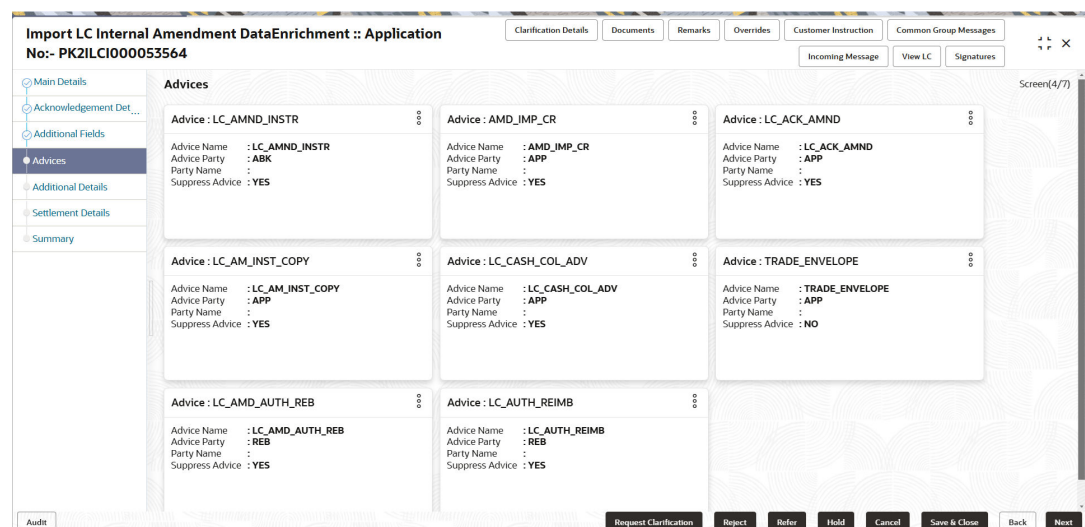 Import LC Internal Amendment DataEnrichment :: Application
No:- PK2ILCI000053564
Clarification Details
Documents
Remarks
Overrides
Customer Instruction
Common Group Messages
Incoming Message
View LC
Signatures
Main Details
Acknowledgement Det...
Additional Fields
Advices
Additional Details
Settlement Details
Summary
Advices
Screen(4/7)
Advice : LC_AMND_INSTR
Advice Name : LC_AMND_INSTR
Advice Party : ABK
Party Name :
Suppress Advice : YES
Advice : AMD_IMP_CR
Advice Name : AMD_IMP_CR
Advice Party : APP
Party Name :
Suppress Advice : YES
Advice : LC_ACK_AMND
Advice Name : LC_ACK_AMND
Advice Party : APP
Party Name :
Suppress Advice : YES
Advice : LC_AM_INST_COPY
Advice Name : LC_AM_INST_COPY
Advice Party : APP
Party Name :
Suppress Advice : YES
Advice : LC_CASH_COL_ADV
Advice Name : LC_CASH_COL_ADV
Advice Party : APP
Party Name :
Suppress Advice : YES
Advice : TRADE_ENVELOPE
Advice Name : TRADE_ENVELOPE
Advice Party : APP
Party Name :
Suppress Advice : NO
Advice : LC_AMD_AUTH_REB
Advice Name : LC_AMD_AUTH_REB
Advice Party : REB
Party Name :
Suppress Advice : YES
Advice : LC_AUTH_REIMB
Advice Name : LC_AUTH_REIMB
Advice Party : REB
Party Name :
Suppress Advice : YES
Audit
Request Clarification
Reject
Refer
Hold
Cancel
Save & Close
Back
Next